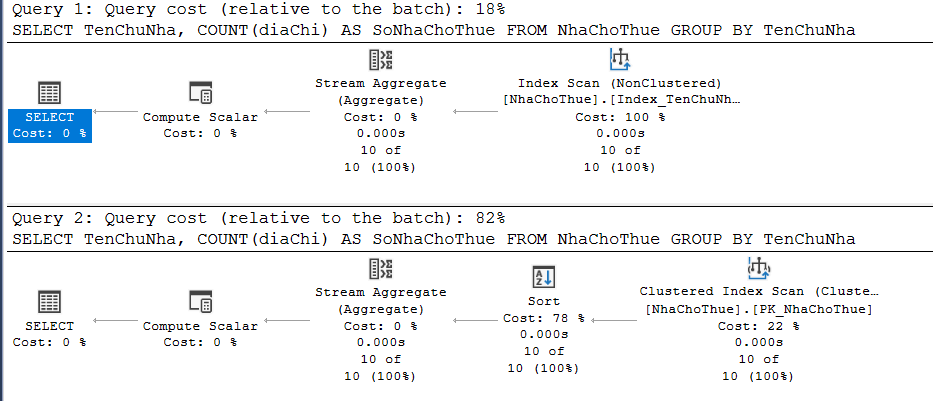 Query 1: Query cost (relative to the batch): 18%
SELECT TenChuNha, COUNT(diaChi) AS SoNhaChoThue FROM NhaChoThue GROUP BY TenChuNha
SELECT
Cost: 0 %
Compute Scalar
Cost: 0 %
Stream Aggregate
(Aggregate)
Cost: 0 %
0.000s
10 of
10 (100%)
Index Scan (NonClustered)
[NhaChoThue].[Index_TenChuNh…
Cost: 100 %
0.000s
10 of
10 (100%)
Query 2: Query cost (relative to the batch): 82%
SELECT TenChuNha, COUNT(diaChi) AS SoNhaChoThue FROM NhaChoThue GROUP BY TenChuNha
SELECT
Cost: 0 %
Compute Scalar
Cost: 0 %
Stream Aggregate
(Aggregate)
Cost: 0 %
0.000s
10 of
10 (100%)
Sort
Cost: 78 %
0.000s
10 of
10 (100%)
Clustered Index Scan (Cluste…
[NhaChoThue].[PK_NhaChoThue]
Cost: 22 %
0.000s
10 of
10 (100%)